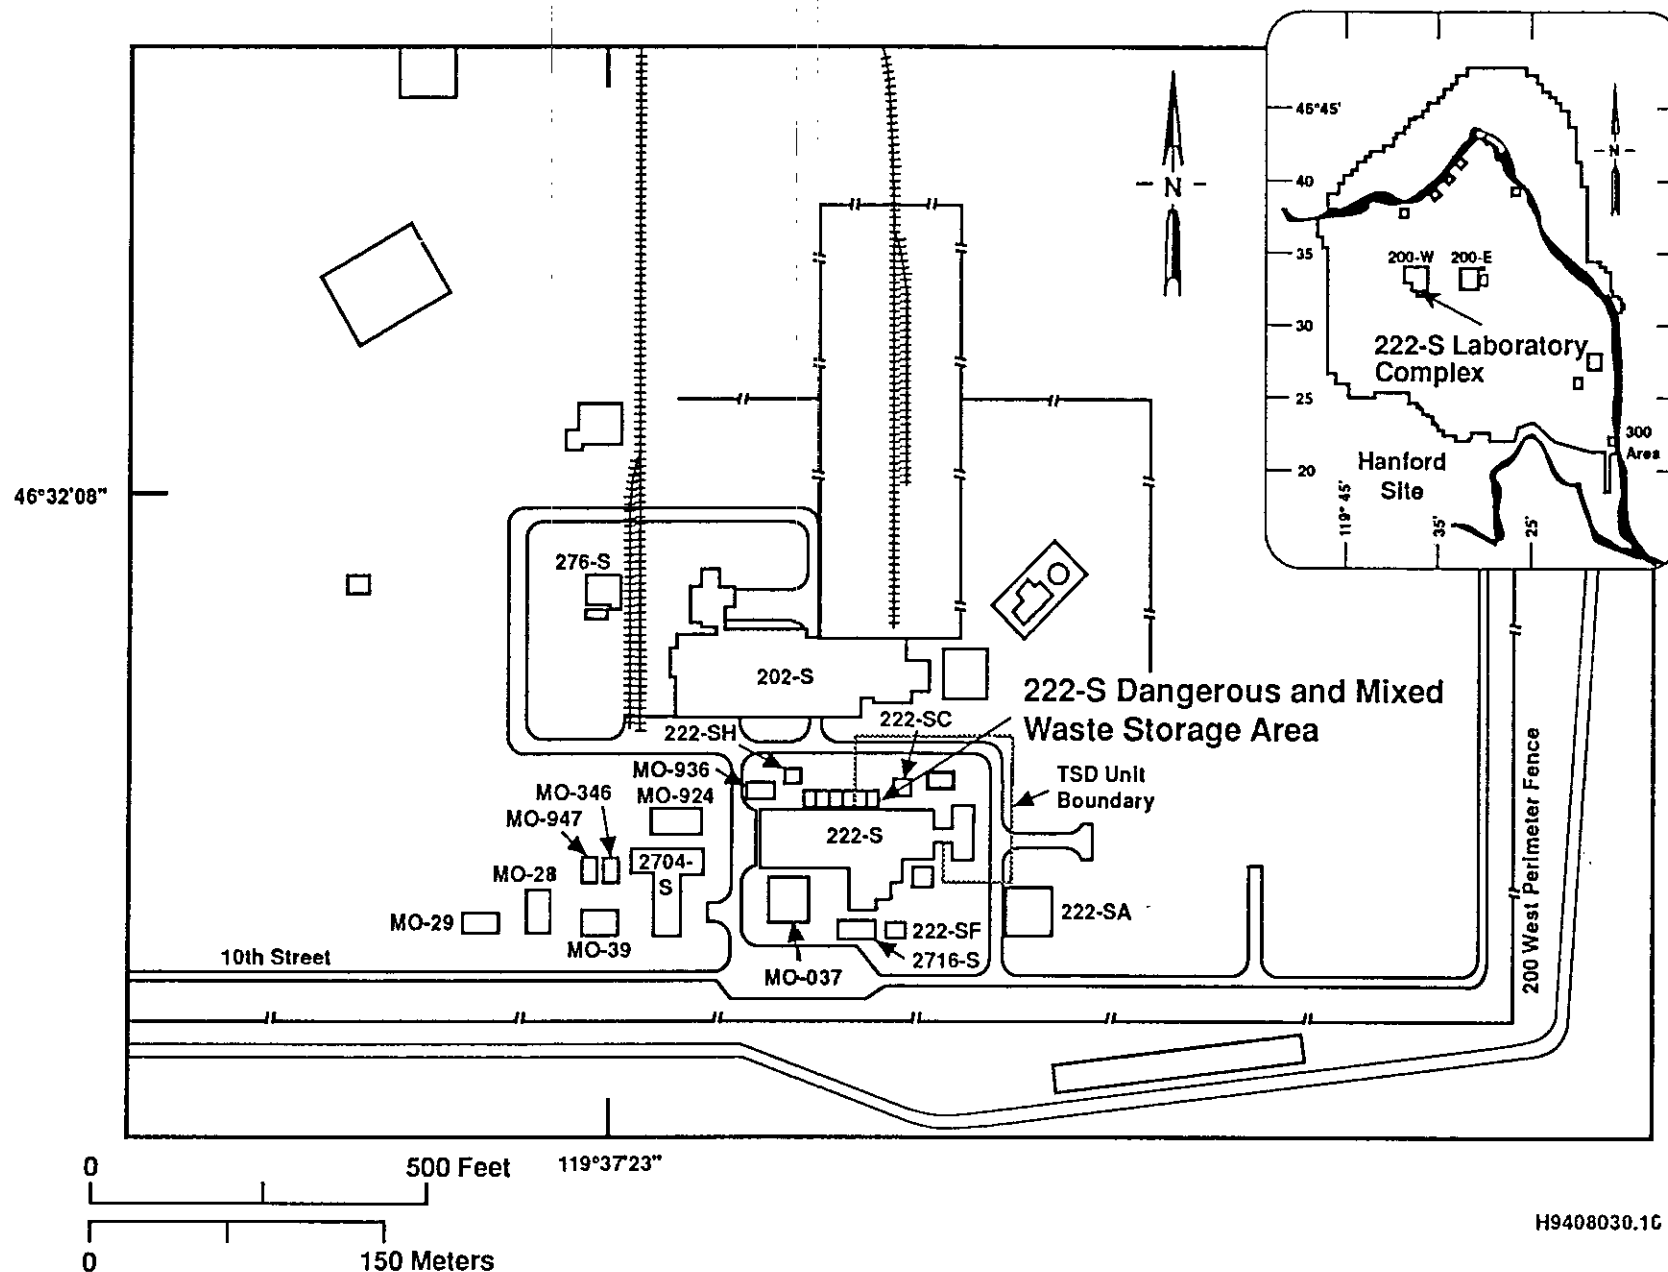 46°45'
N
40
N
35
200-W
200-E
30
222-S Laboratory
Complex
25
300
Area
20
Hanford
Site
119° 45'
35'
25'
46°32'08"
276-S
202-S
222-S Dangerous and Mixed
Waste Storage Area
222-SC
222-SH
MO-936
MO-346
MO-924
MO-947
TSD Unit
Boundary
222-S
2704-
S
MO-28
MO-29
MO-39
222-SA
222-SF
2716-S
MO-037
10th Street
200 West Perimeter Fence
0
500 Feet
119°37'23"
0
150 Meters
H9408030.1C